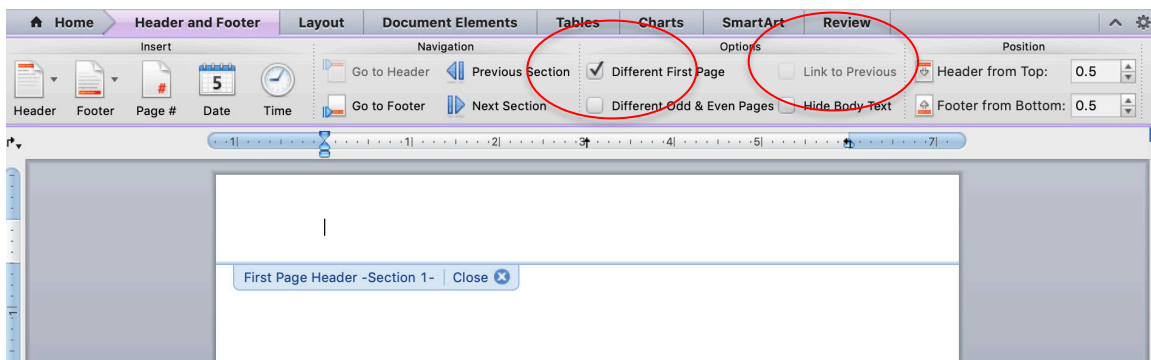 Home Header and Footer Layout Document Elements Tables Charts SmartArt Review
Insert Navigation Options Position
Go to Header Previous Section Different First Page Link to Previous Header from Top: 0.5
Header Footer Page # Date Time
# 5
Go to Footer Next Section Different Odd & Even Pages Hide Body Text Footer from Bottom: 0.5
1 1 2 3 4 5 7
First Page Header -Section 1- Close
1